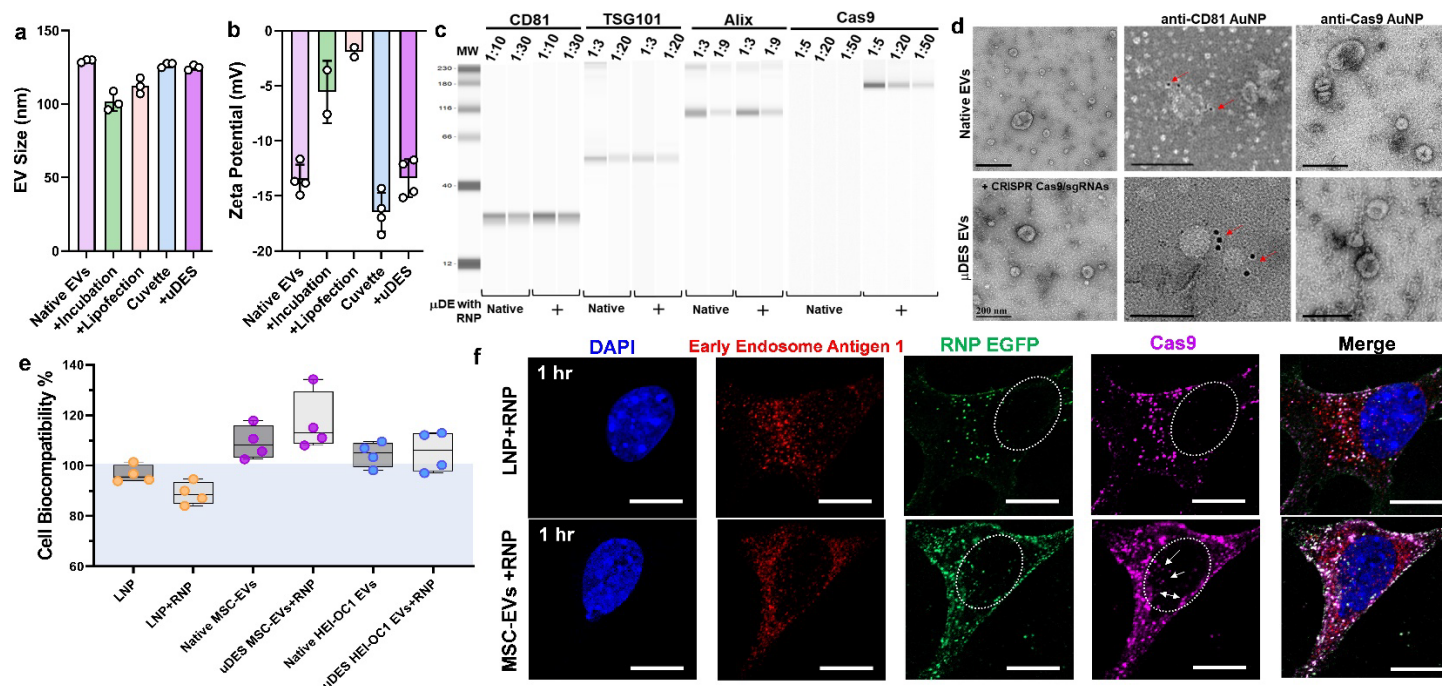 a
EV Size (nm)
150
100
50
0
Native EVs
+Incubation
+Lipofection
Cuvette
+uDES
b
Zeta Potential (mV)
0
-5
-10
-15
-20
Native EVs
+Incubation
+Lipofection
Cuvette
+uDES
c
CD81 TSG101 Alix Cas9
MW 1:10 1:30 1:10 1:30 1:3 1:20 1:3 1:20 1:3 1:9 1:3 1:9 1:5 1:20 1:50 1:5 1:20 1:50
230
180
116
66
40
12
µDE with RNP
Native + Native + Native + Native +
d
anti-CD81 AuNP anti-Cas9 AuNP
Native EVs
µDES EVs
+ CRISPR Cas9/sgRNAs
200 nm
e
Cell Biocompatibility %
140
120
100
80
60
LNP
LNP+RNP
Native MSC-EVs
uDES MSC-EVs+RNP
Native HEI-OC1 EVs
µDES HEI-OC1 EVs+RNP
f
DAPI Early Endosome Antigen 1 RNP EGFP Cas9 Merge
LNP+RNP
1 hr
MSC-EVs +RNP
1 hr